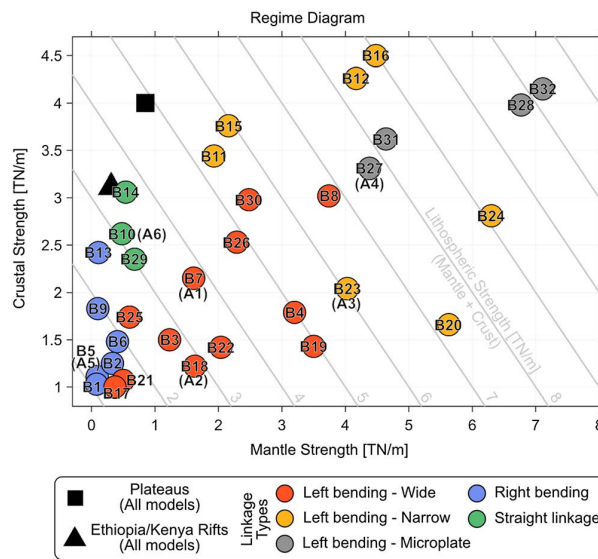 Regime Diagram
Crustal Strength [TN/m]
4.5
4
3.5
3
2.5
2
1.5
1
B16
B12
B32
B28
B15
B31
B11
B27
(A4)
B14
B8
B30
B24
B10 (A6)
B26
B13
B29
B7
(A1)
B23
(A3)
B9
B25
B4
B20
B6
B3
B22
B19
B5
(A5)
B2
B18
(A2)
B1
B21
B17
Lithospheric Strength [TN/m]
(Mantle + Crust)
2
3
4
5
6
7
8
0
1
2
3
4
5
6
7
8
Mantle Strength [TN/m]
Plateaus
(All models)
Ethiopia/Kenya Rifts
(All models)
Linkage
Types
Left bending - Wide
Left bending - Narrow
Left bending - Microplate
Right bending
Straight linkage